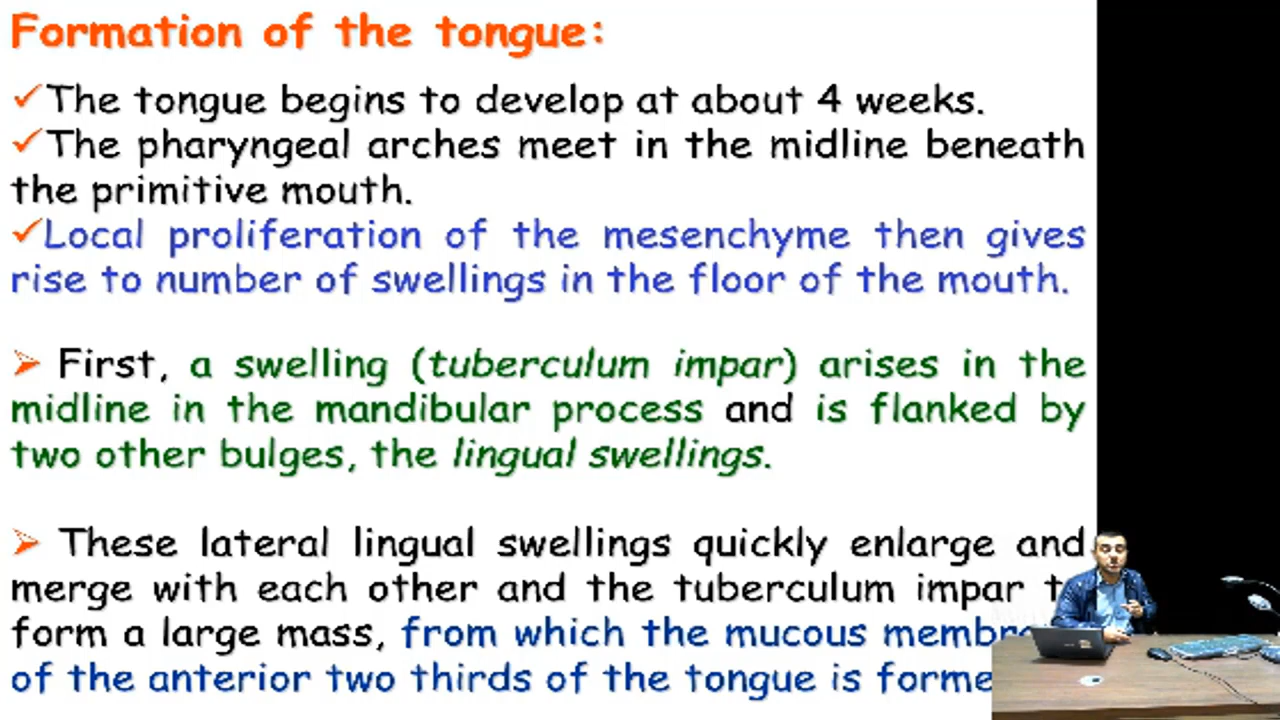 Formation of the tongue:
✓The tongue begins to develop at about 4 weeks.
✓The pharyngeal arches meet in the midline beneath
the primitive mouth.
✓Local proliferation of the mesenchyme then gives
rise to number of swellings in the floor of the mouth.
➢ First, a swelling (tuberculum impar) arises in the
midline in the mandibular process and is flanked by
two other bulges, the lingual swellings.
➢ These lateral lingual swellings quickly enlarge and
merge with each other and the tuberculum impar
form a large mass, from which the mucous
of the anterior two thirds of the tongue is